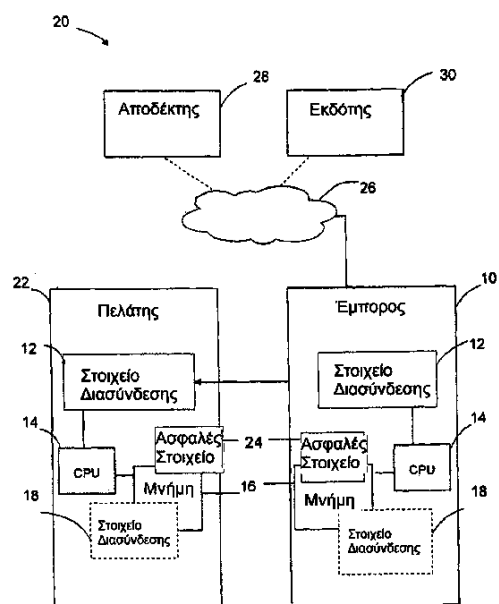 20
28
30
Αποδέκτης
Εκδότης
26
22
10
Πελάτης
Έμπορος
12
12
Στοιχείο
Διασύνδεσης
Στοιχείο
Διασύνδεσης
14
14
Ασφαλές
Στοιχείο
24
Ασφαλές
Στοιχείο
CPU
CPU
Μνήμη
16
Μνήμη
18
18
Στοιχείο
Διασύνδεσης
Στοιχείο
Διασύνδεσης